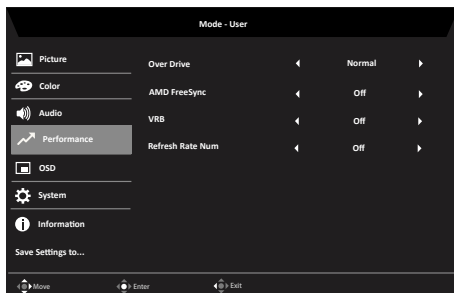 Mode - User
Picture
Over Drive Normal
Color
AMD FreeSync Off
Audio
VRB Off
Performance
Refresh Rate Num Off
OSD
System
Information
Save Settings to...
Move Enter Exit